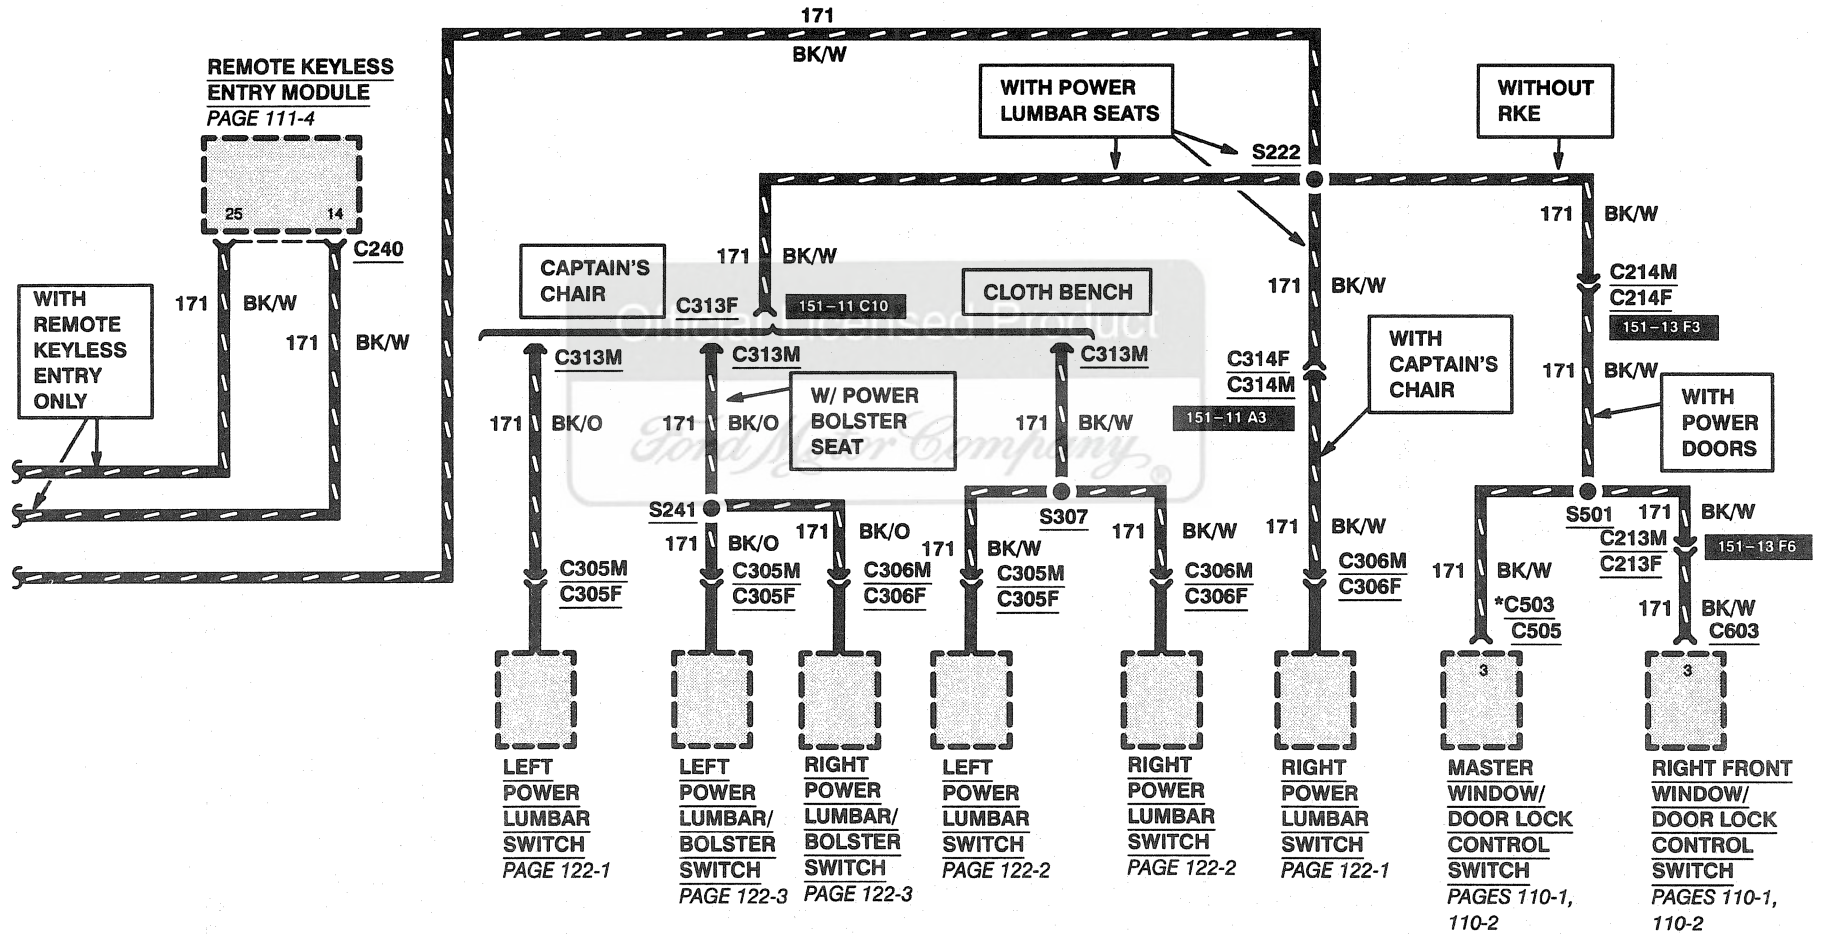 171
BK/W
REMOTE KEYLESS
ENTRY MODULE
PAGE 111-4
25
14
C240
171
BK/W
171
BK/W
WITH
REMOTE
KEYLESS
ENTRY
ONLY
WITH POWER
LUMBAR SEATS
S222
WITHOUT
RKE
CAPTAIN'S
CHAIR
171
BK/W
C313F
151-11 C10
CLOTH BENCH
Official Licensed Product
Ford Motor Company
®
C313M
171
BK/O
C305M
C305F
C313M
W/ POWER
BOLSTER
SEAT
171
BK/O
S241
171
BK/O
C305M
C305F
171
BK/O
C306M
C306F
C313M
171
BK/W
S307
171
BK/W
C305M
C305F
171
BK/W
C306M
C306F
171
BK/W
C314F
C314M
151-11 A3
WITH
CAPTAIN'S
CHAIR
171
BK/W
C306M
C306F
171
BK/W
C214M
C214F
151-13 F3
171
BK/W
WITH
POWER
DOORS
S501
171
BK/W
C213M
C213F
151-13 F6
171
BK/W
*C503
C505
171
BK/W
C603
3
3
LEFT
POWER
LUMBAR
SWITCH
PAGE 122-1
LEFT
POWER
LUMBAR/
BOLSTER
SWITCH
PAGE 122-3
RIGHT
POWER
LUMBAR/
BOLSTER
SWITCH
PAGE 122-3
LEFT
POWER
LUMBAR
SWITCH
PAGE 122-2
RIGHT
POWER
LUMBAR
SWITCH
PAGE 122-2
RIGHT
POWER
LUMBAR
SWITCH
PAGE 122-1
MASTER
WINDOW/
DOOR LOCK
CONTROL
SWITCH
PAGES 110-1,
110-2
RIGHT FRONT
WINDOW/
DOOR LOCK
CONTROL
SWITCH
PAGES 110-1,
110-2